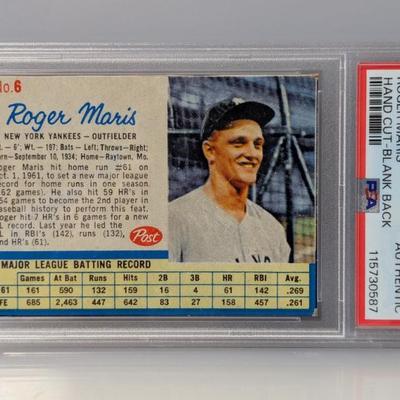 No.6
Roger Maris
NEW YORK YANKEES – OUTFIELDER
– 6'; Wt. – 197; Bats – Left; Throws – Right;
orn–September 10, 1934; Home–Raytown, Mo.
Roger Maris hit home run #61 on
ct. 1, 1961, to set a new major league
record for home runs in one season.
(62 games). He also hit 59 HR's in
54 games to become the 2nd player in
aseball history to perform this feat.
oger hit 7 HR's in 6 games for a new
L record. Last year he also led the
L in RBI's (142), runs (132),
nd HR's (61).
Post
MAJOR LEAGUE BATTING RECORD
Games At Bat Runs Hits 2B 3B HR RBI Avg.
61 161 590 132 159 16 4 61 142 .269
FE 685 2,463 447 642 83 27 158 457 .261
ROGER MARIS
HAND CUT-BLANK BACK
AUTHENTIC
PSA
115730587